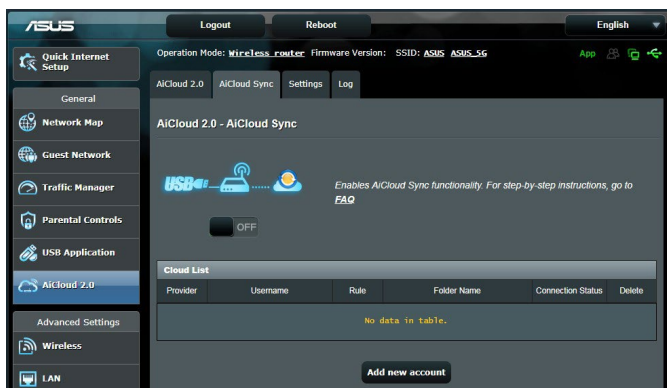 ASUS
Logout Reboot English
Operation Mode: Wireless router Firmware Version: SSID: ASUS ASUS_5G App
Quick Internet
Setup
General
Network Map
Guest Network
Traffic Manager
Parental Controls
USB Application
AiCloud 2.0
Advanced Settings
Wireless
LAN
AiCloud 2.0 AiCloud Sync Settings Log
AiCloud 2.0 - AiCloud Sync
USB
Enables AiCloud Sync functionality. For step-by-step instructions, go to
FAQ
OFF
Cloud List
Provider Username Rule Folder Name Connection Status Delete
No data in table.
Add new account